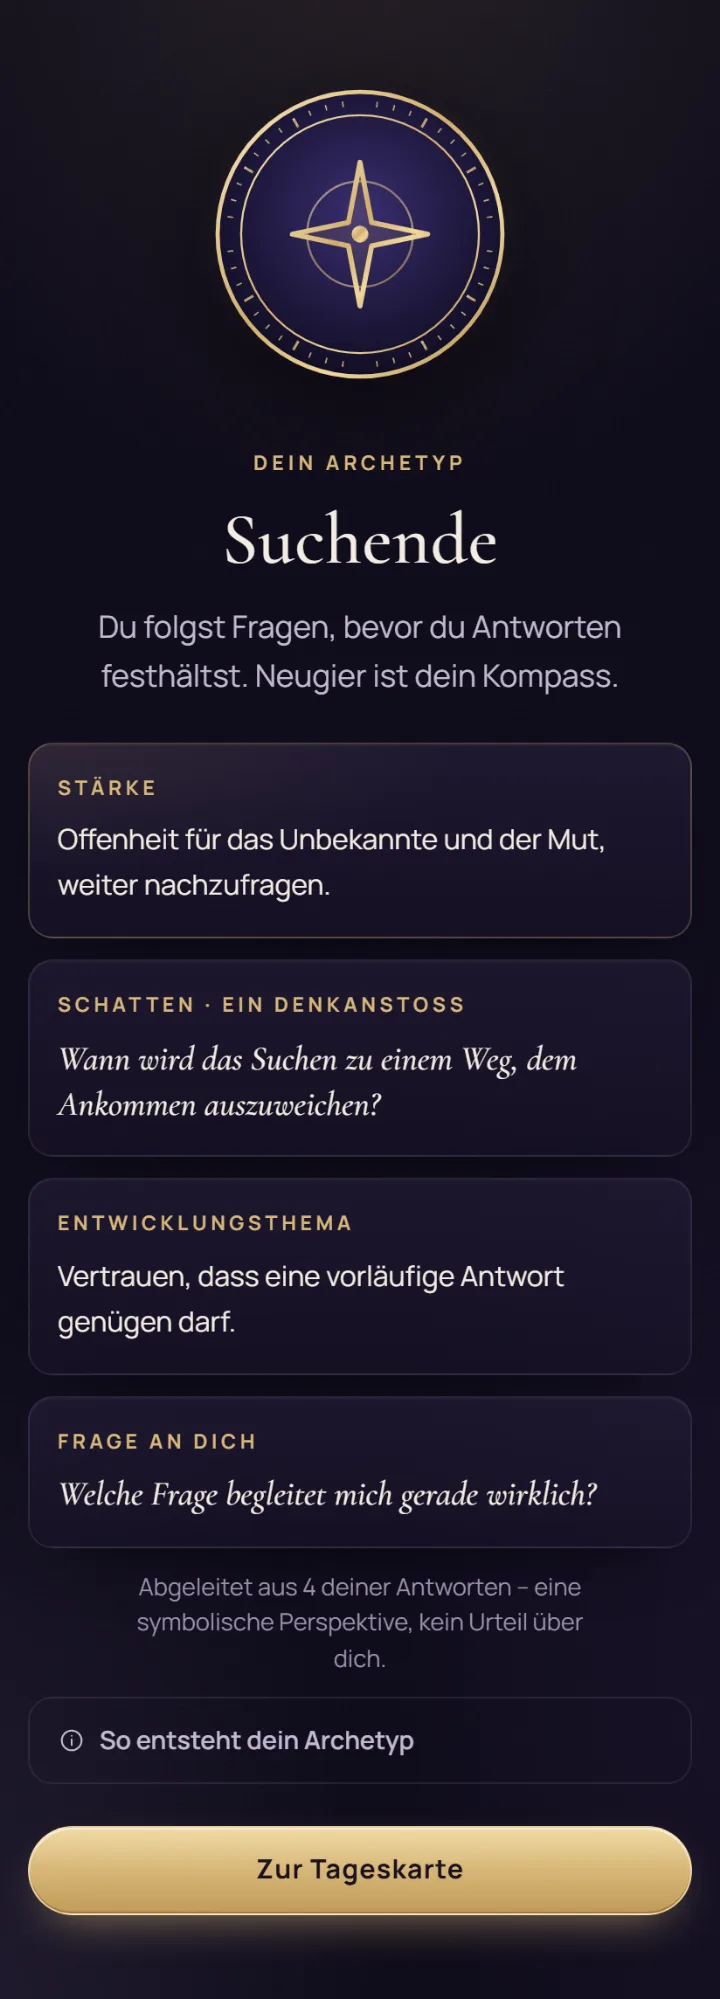 DEIN ARCHETYP
Suchende
Du folgst Fragen, bevor du Antworten
festhältst. Neugier ist dein Kompass.
STÄRKE
Offenheit für das Unbekannte und der Mut,
weiter nachzufragen.
SCHATTEN · EIN DENKANSTOSS
Wann wird das Suchen zu einem Weg, dem
Ankommen auszuweichen?
ENTWICKLUNGSTHEMA
Vertrauen, dass eine vorläufige Antwort
genügen darf.
FRAGE AN DICH
Welche Frage begleitet mich gerade wirklich?
Abgeleitet aus 4 deiner Antworten – eine
symbolische Perspektive, kein Urteil über
dich.
So entsteht dein Archetyp
Zur Tageskarte